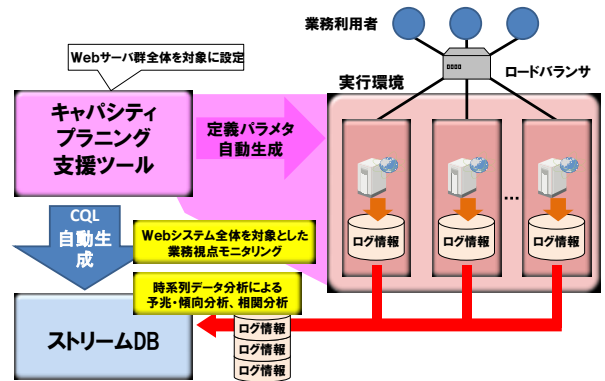 業務利用者
Webサーバ群全体を対象に設定
ロードバランサ
実行環境
キャパシティ
プラニング
支援ツール
定義パラメタ
自動生成
ログ情報
ログ情報
...
ログ情報
CQL
自動生
成
Webシステム全体を対象とした
業務視点モニタリング
時系列データ分析による
予兆・傾向分析、相関分析
ストリームDB
ログ情報
ログ情報
ログ情報